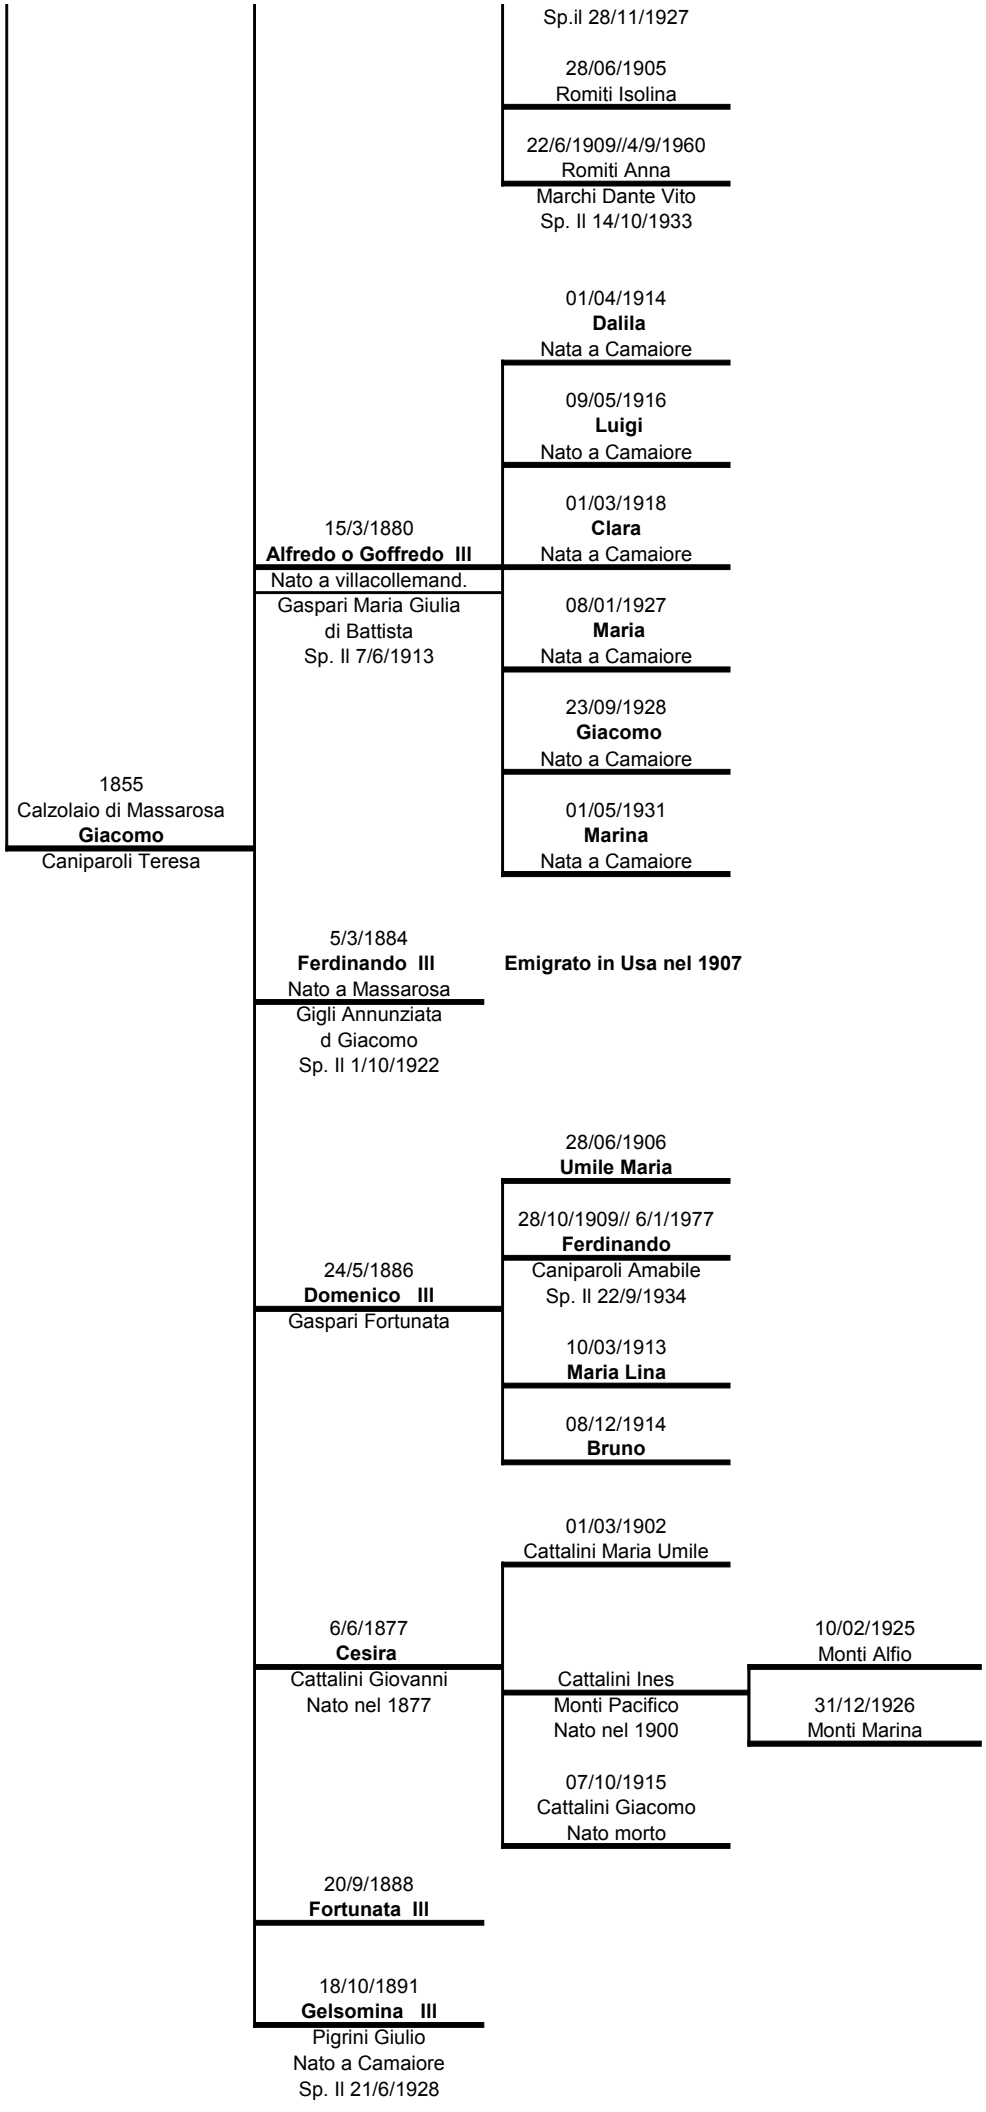 Sp.il 28/11/1927
28/06/1905
Romiti Isolina
22/6/1909//4/9/1960
Romiti Anna
Marchi Dante Vito
Sp. Il 14/10/1933
01/04/1914
Dalila
Nata a Camaiore
09/05/1916
Luigi
Nato a Camaiore
15/3/1880
Alfredo o Goffredo III
Nato a villacollemand.
Gaspari Maria Giulia
di Battista
Sp. Il 7/6/1913
01/03/1918
Clara
Nata a Camaiore
08/01/1927
Maria
Nata a Camaiore
23/09/1928
Giacomo
Nato a Camaiore
1855
Calzolaio di Massarosa
Giacomo
Caniparoli Teresa
01/05/1931
Marina
Nata a Camaiore
5/3/1884
Ferdinando III
Nato a Massarosa
Gigli Annunziata
d Giacomo
Sp. Il 1/10/1922
Emigrato in Usa nel 1907
28/06/1906
Umile Maria
28/10/1909// 6/1/1977
Ferdinando
Caniparoli Amabile
Sp. Il 22/9/1934
24/5/1886
Domenico III
Gaspari Fortunata
10/03/1913
Maria Lina
08/12/1914
Bruno
01/03/1902
Cattalini Maria Umile
6/6/1877
Cesira
Cattalini Giovanni
Nato nel 1877
Cattalini Ines
Monti Pacifico
Nato nel 1900
10/02/1925
Monti Alfio
31/12/1926
Monti Marina
07/10/1915
Cattalini Giacomo
Nato morto
20/9/1888
Fortunata III
18/10/1891
Gelsomina III
Pigrini Giulio
Nato a Camaiore
Sp. Il 21/6/1928